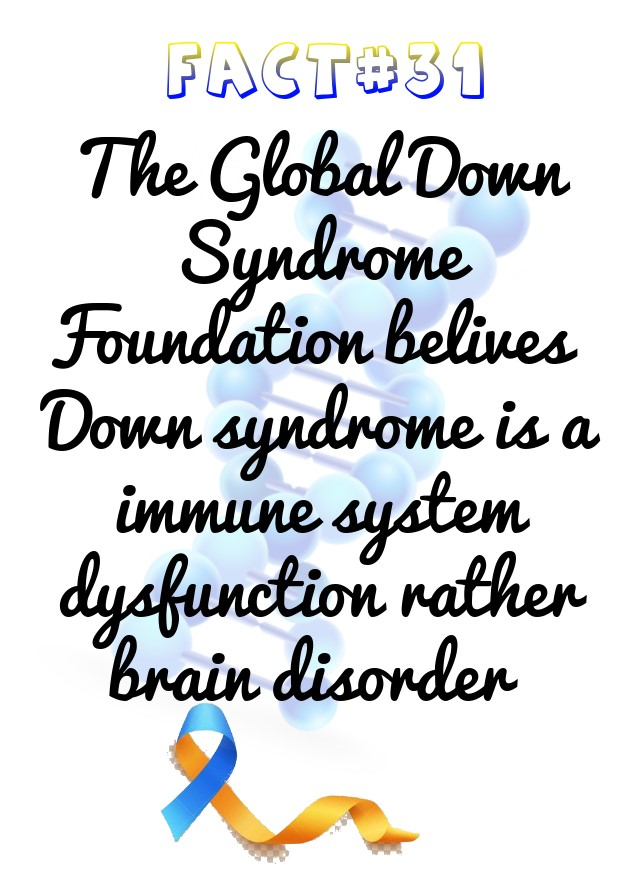 FACT#31
The Global Down
Syndrome
Foundation belives
Down syndrome is a
immune system
dysfunction rather
brain disorder